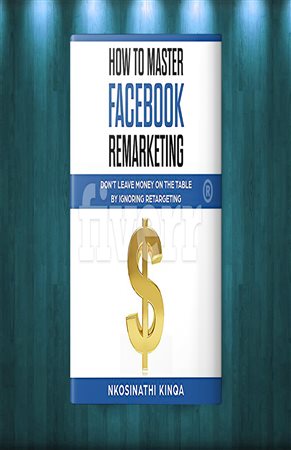 HOW TO MASTER
FACEBOOK
REMARKETING
DON'T LEAVE MONEY ON THE TABLE
BY IGNORING RETARGETING
fiverr®
NKOSINATHI KINQA